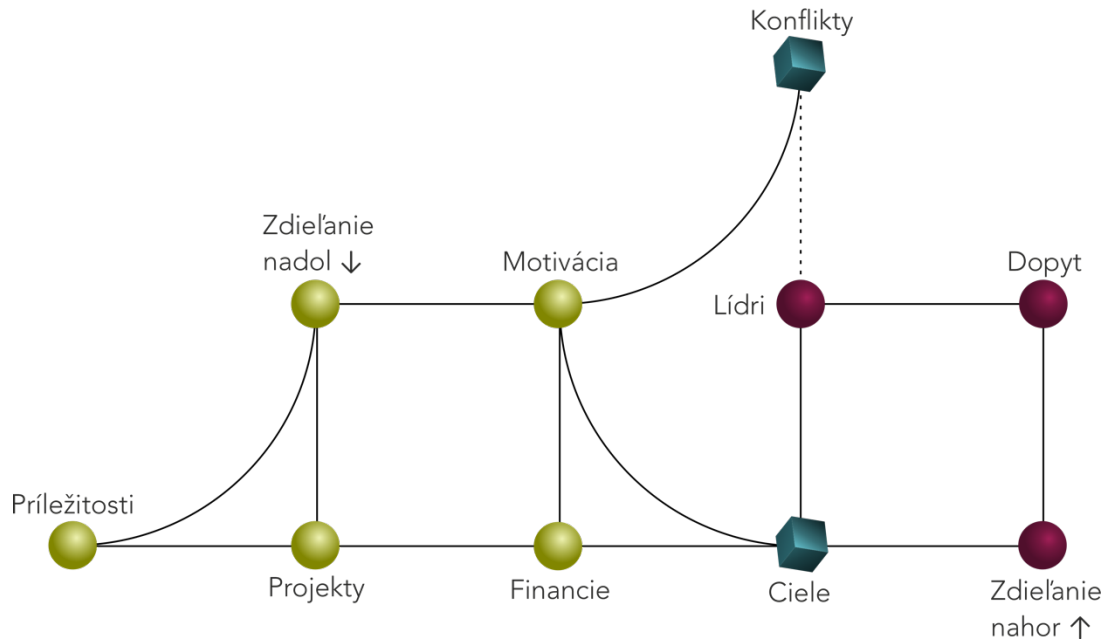 Konflikty
Zdieľanie
nadol ↓
Motivácia
Lídri
Dopyt
Príležitosti
Projekty
Financie
Ciele
Zdieľanie
nahor ↑